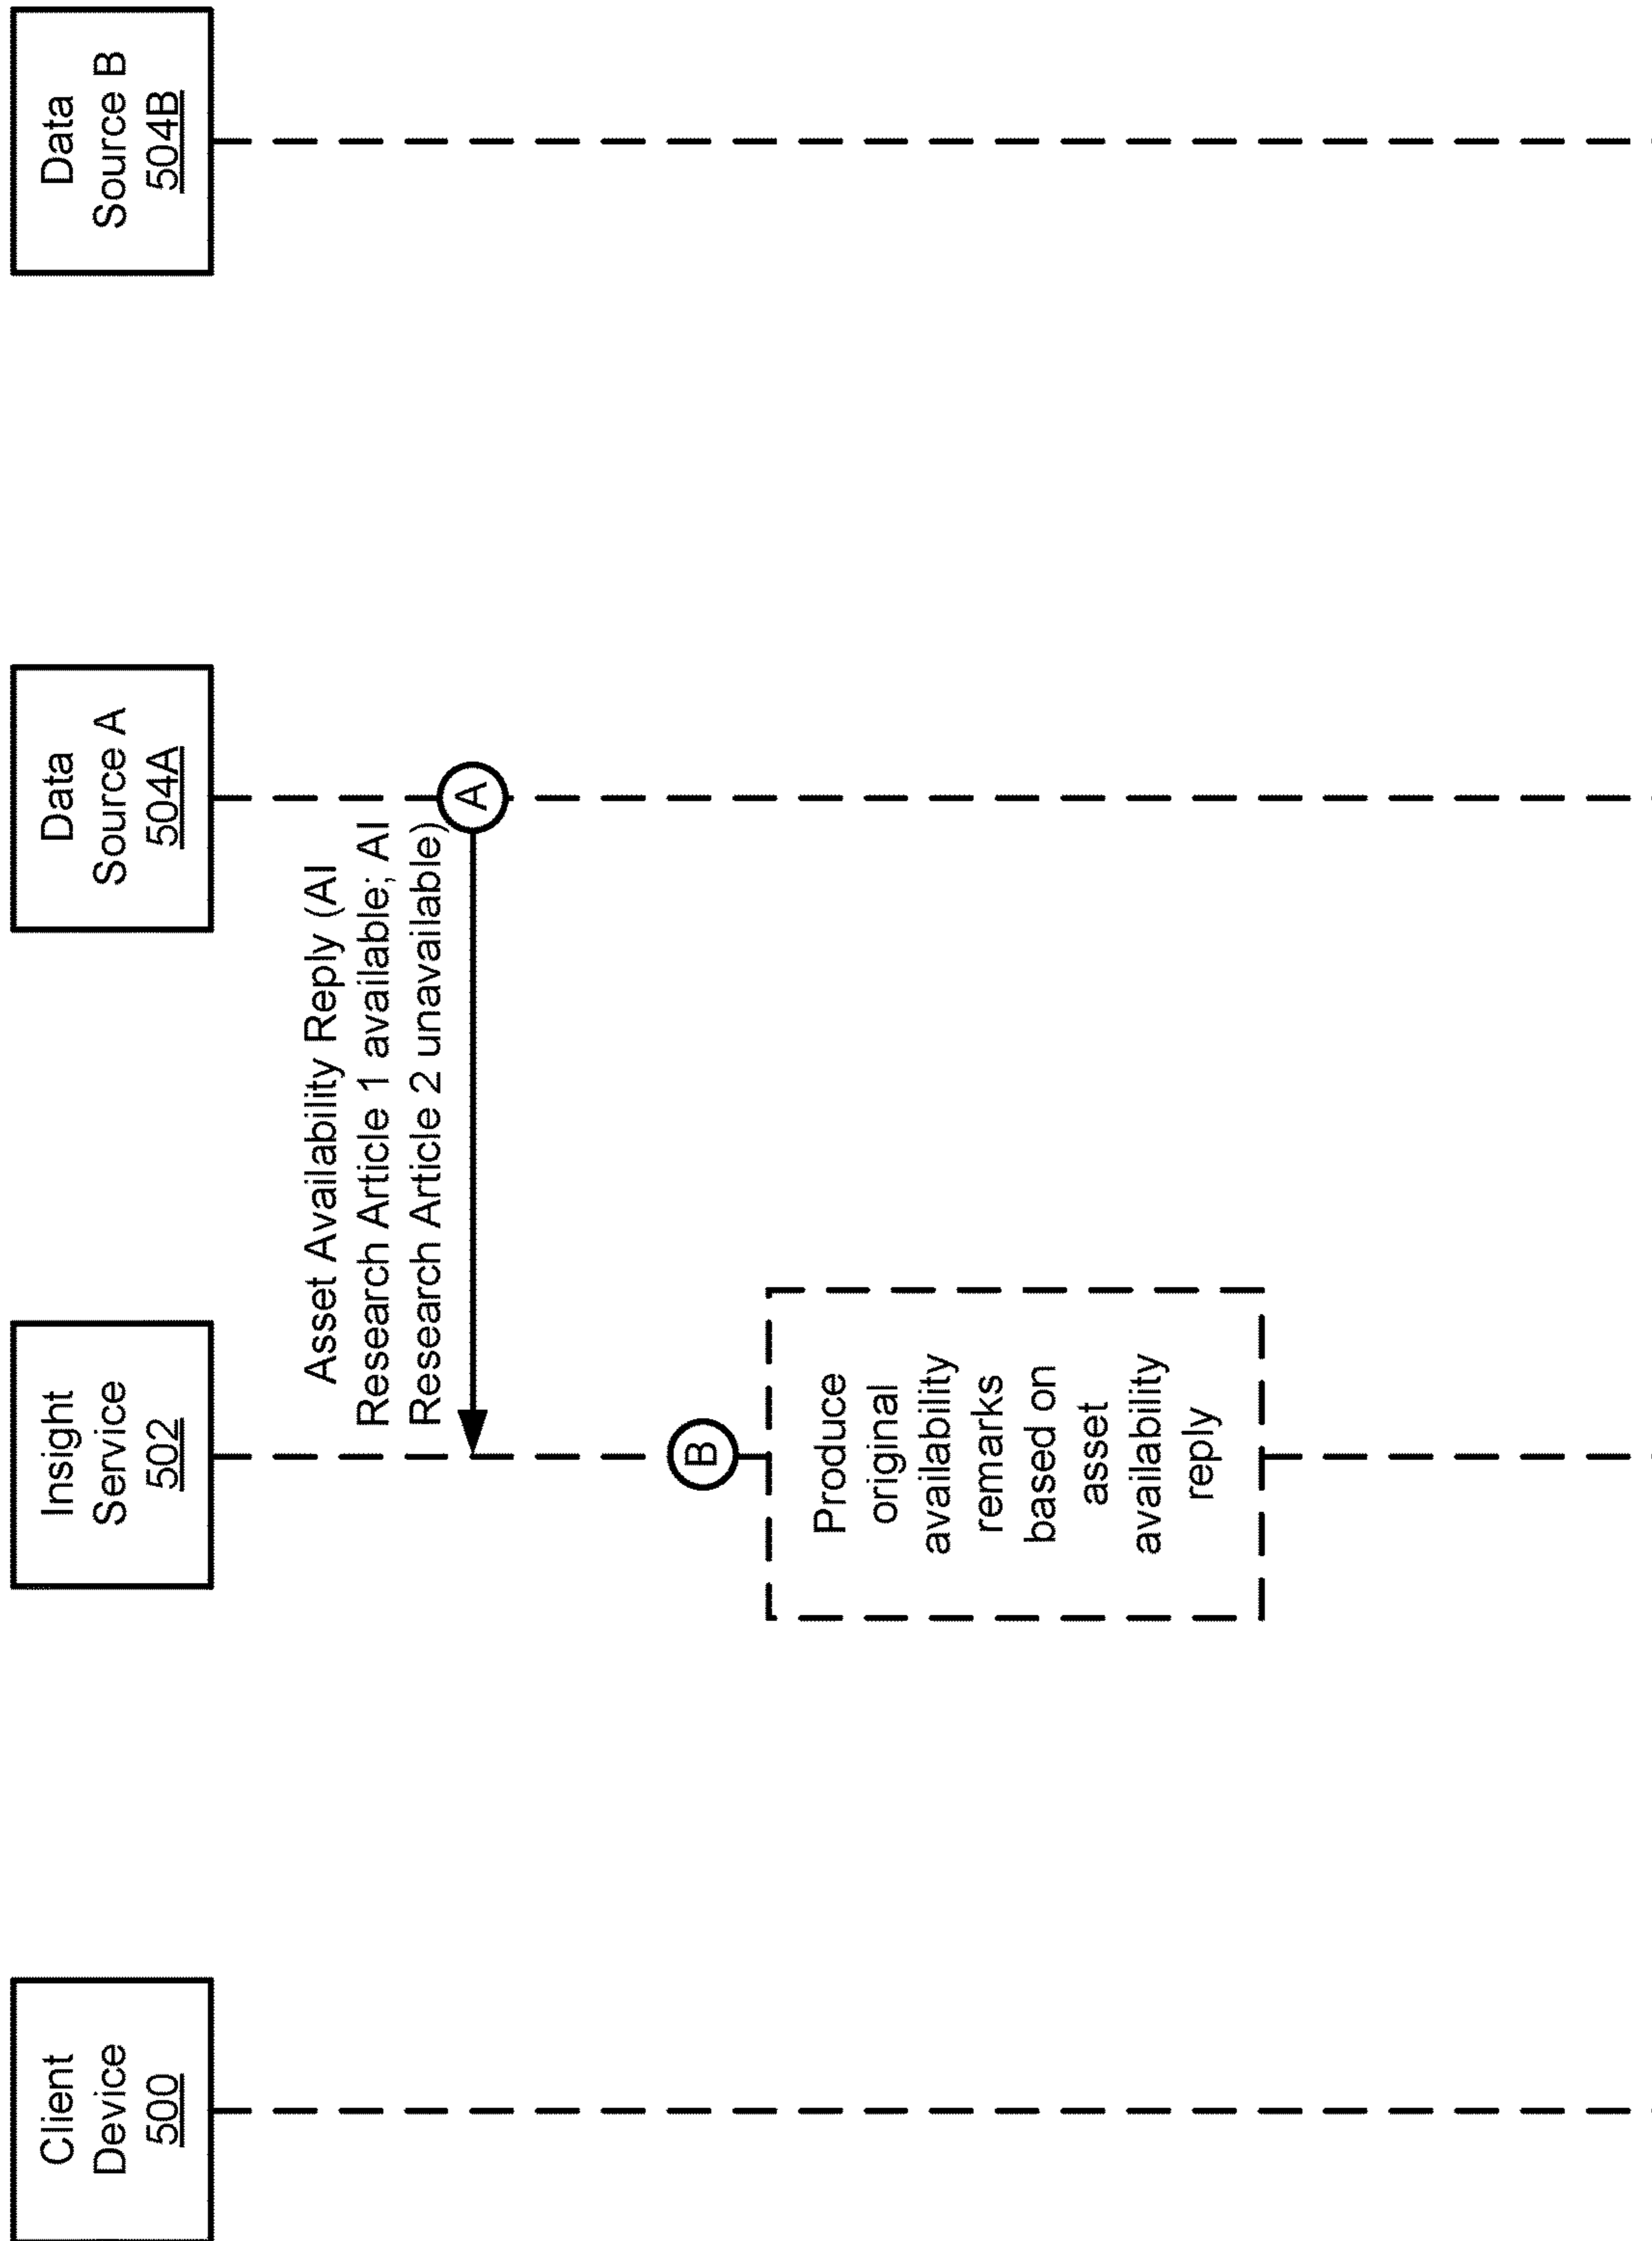 Client
Device
500
Insight
Service
502
Data
Source A
504A
Data
Source B
504B
Asset Availability Reply (AI
Research Article 1 available; AI
Research Article 2 unavailable)
A
B
Produce
original
availability
remarks
based on
asset
availability
reply